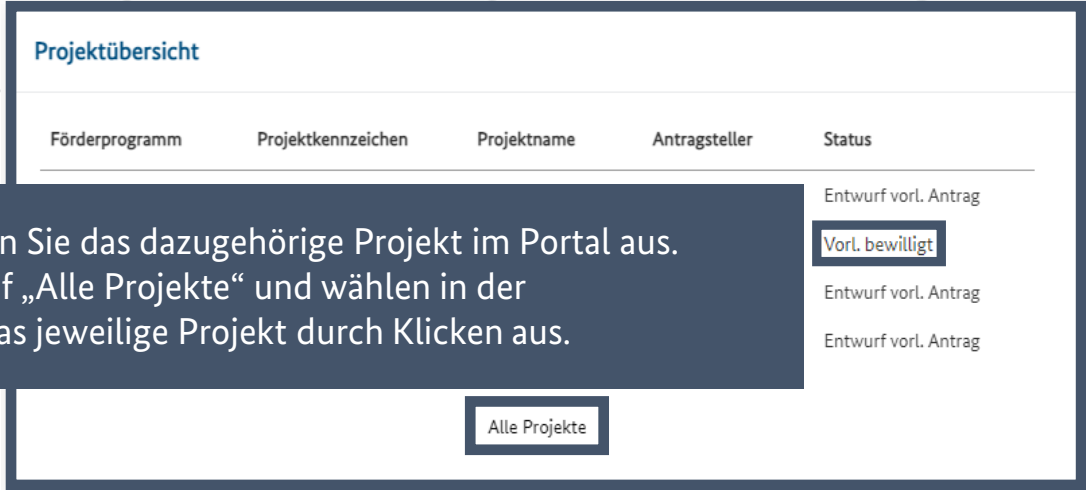 Projektübersicht
Förderprogramm Projektkennzeichen Projektname Antragsteller Status
Entwurf vorl. Antrag
Sie das dazugehörige Projekt im Portal aus.
Vorl. bewilligt
„Alle Projekte“ und wählen in der
Entwurf vorl. Antrag
jeweilige Projekt durch Klicken aus.
Entwurf vorl. Antrag
Alle Projekte